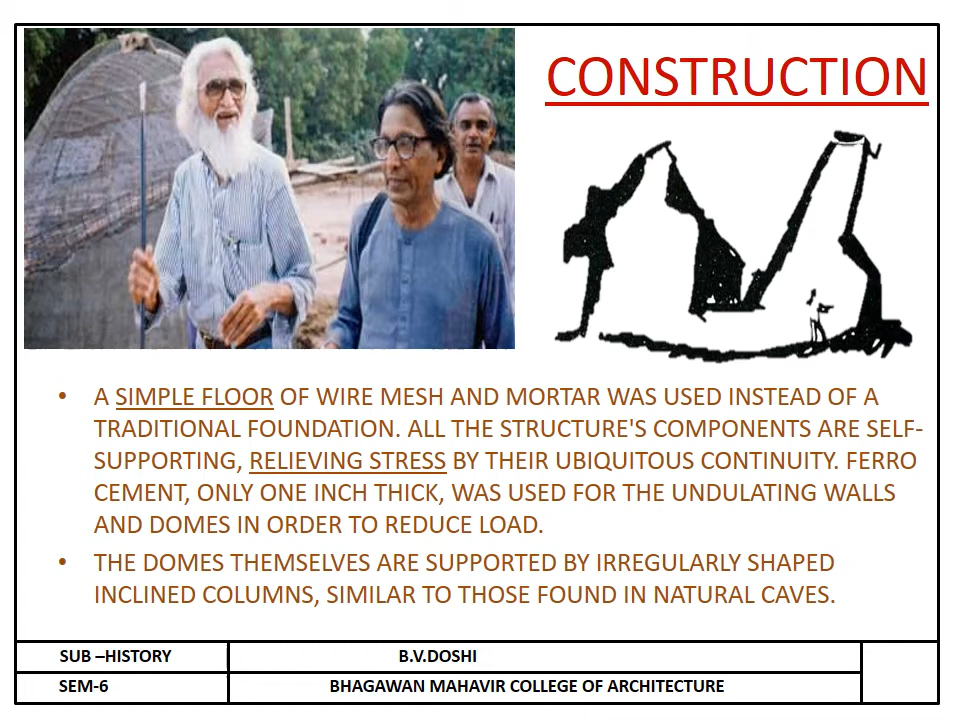 CONSTRUCTION
• A SIMPLE FLOOR OF WIRE MESH AND MORTAR WAS USED INSTEAD OF A
TRADITIONAL FOUNDATION. ALL THE STRUCTURE'S COMPONENTS ARE SELF-
SUPPORTING, RELIEVING STRESS BY THEIR UBIQUITOUS CONTINUITY. FERRO
CEMENT, ONLY ONE INCH THICK, WAS USED FOR THE UNDULATING WALLS
AND DOMES IN ORDER TO REDUCE LOAD.
• THE DOMES THEMSELVES ARE SUPPORTED BY IRREGULARLY SHAPED
INCLINED COLUMNS, SIMILAR TO THOSE FOUND IN NATURAL CAVES.
SUB –HISTORY B.V.DOSHI
SEM-6 BHAGAWAN MAHAVIR COLLEGE OF ARCHITECTURE